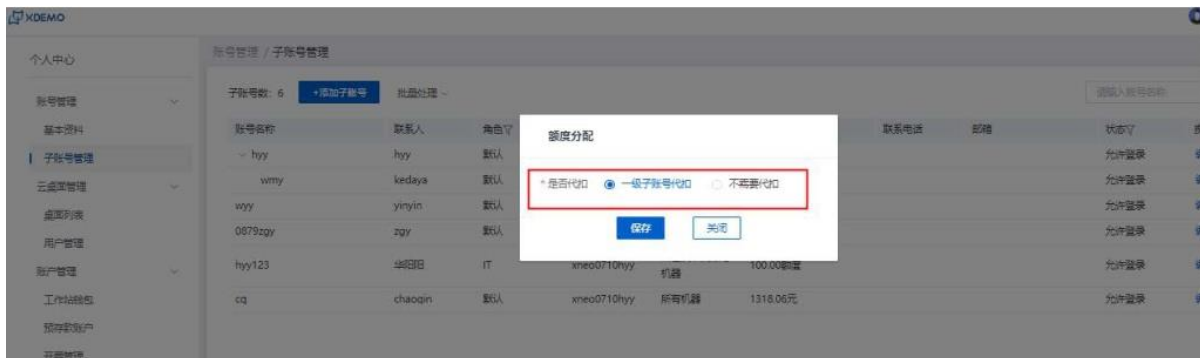 XDEMO
个人中心
账号管理 / 子账号管理
账号管理
子账号数: 6 +添加子账号 批量处理
请输入账号名称
基本资料
账号名称 联系人 角色 联系电话 邮箱 状态
子账号管理
hyy hyy 默认 允许登录
额度分配
云桌面管理
wmy kedaya 默认 允许登录
*是否代扣 一级子账号代扣 不需要代扣
桌面列表
wyy yinyin 默认 允许登录
用户管理
0879zgy zgy 默认 允许登录
保存 关闭
账户管理
hyy123 华阳阳 IT xneo0710hyy 机器 100.00额度 允许登录
工作站钱包
cq chaoqin 默认 xneo0710hyy 所有机器 1318.06元 允许登录
预存款账户